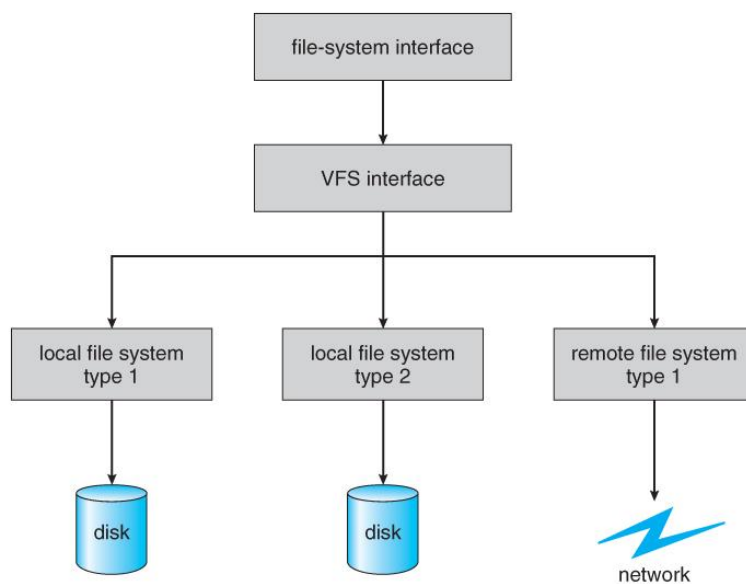 file-system interface
VFS interface
local file system
type 1
local file system
type 2
remote file system
type 1
disk
disk
network